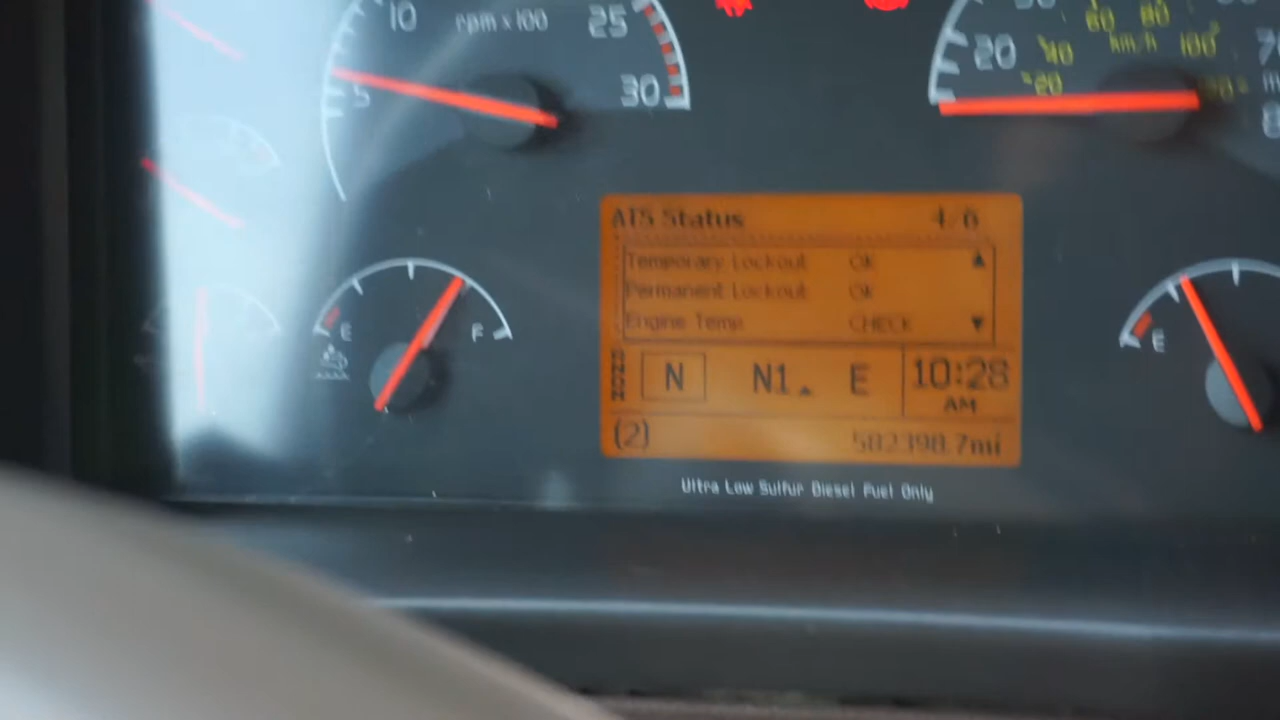 10 rpm x 100 25
5 30
60 80
20 40 km/h 100
20
ATS Status 4/6
Temporary Lockout OK
Permanent Lockout OK
Engine Temp CHECK
N N1 E 10:28
AM
(2) 582398.7mi
E F
E
Ultra Low Sulfur Diesel Fuel Only